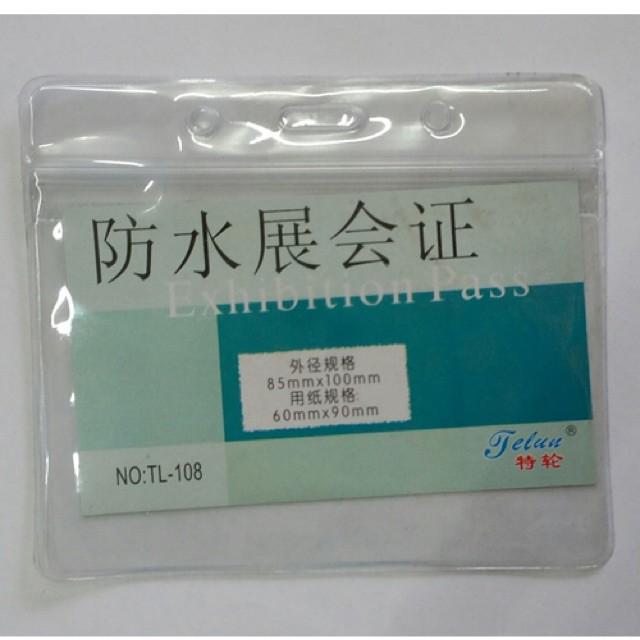 防水展会证
Exhibition Pass
外径规格
85mmx100mm
用纸规格:
60mmx90mm
Telun®
特轮
NO:TL-108